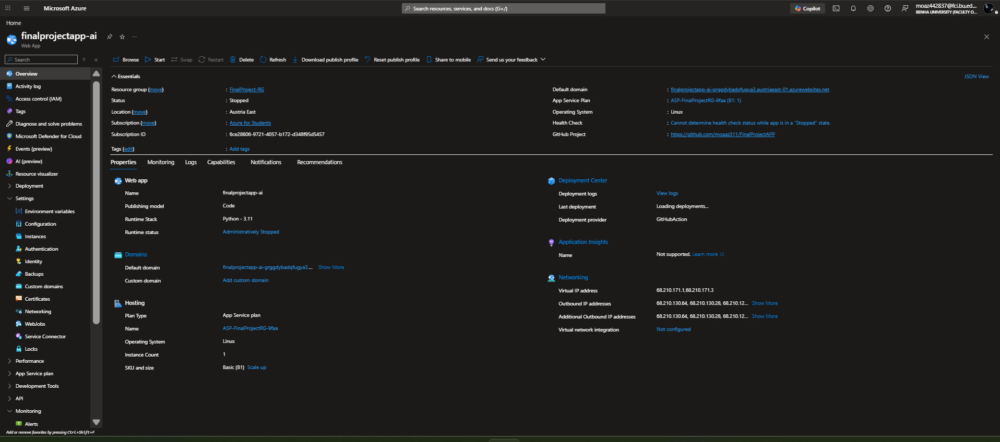 Microsoft Azure
Search resources, services, and docs (G+/)
Copilot
moaz442837@fci.bu.ed...
BENHA UNIVERSITY (FACULTY O...
Home
finalprojectapp-ai
Web App
Search
Browse Start Swap Restart Delete Refresh Download publish profile Reset publish profile Share to mobile Send us your feedback
Overview
Activity log
Access control (IAM)
Tags
Diagnose and solve problems
Microsoft Defender for Cloud
Events (preview)
AI (preview)
Resource visualizer
Deployment
Settings
Environment variables
Configuration
Instances
Authentication
Identity
Backups
Custom domains
Certificates
Networking
WebJobs
Service Connector
Locks
Performance
App Service plan
Development Tools
API
Monitoring
Alerts
Add or remove favorites by pressing Ctrl+Shift+F
Essentials
JSON View
Resource group (move) : FinalProject-RG
Status : Stopped
Location (move) : Austria East
Subscription (move) : Azure for Students
Subscription ID : 6ce28606-9721-4057-b172-d348f95d5457
Tags (edit) : Add tags
Default domain : finalprojectapp-ai-grggdybadqfugya3.austriaeast-01.azurewebsites.net
App Service Plan : ASP-FinalProjectRG-9faa (B1: 1)
Operating System : Linux
Health Check : Cannot determine health check status while app is in a "Stopped" state.
GitHub Project : https://github.com/moaaz311/FinalProjectAPP
Properties Monitoring Logs Capabilities Notifications Recommendations
Web app
Name finalprojectapp-ai
Publishing model Code
Runtime Stack Python - 3.11
Runtime status Administratively Stopped
Domains
Default domain finalprojectapp-ai-grggdybadqfugya3.... Show More
Custom domain Add custom domain
Hosting
Plan Type App Service plan
Name ASP-FinalProjectRG-9faa
Operating System Linux
Instance Count 1
SKU and size Basic (B1) Scale up
Deployment Center
Deployment logs View logs
Last deployment Loading deployments...
Deployment provider GitHubAction
Application Insights
Name Not supported. Learn more
Networking
Virtual IP address 68.210.171.1,68.210.171.3
Outbound IP addresses 68.210.130.64, 68.210.130.28, 68.210.12... Show More
Additional Outbound IP addresses 68.210.130.64, 68.210.130.28, 68.210.12... Show More
Virtual network integration Not configured